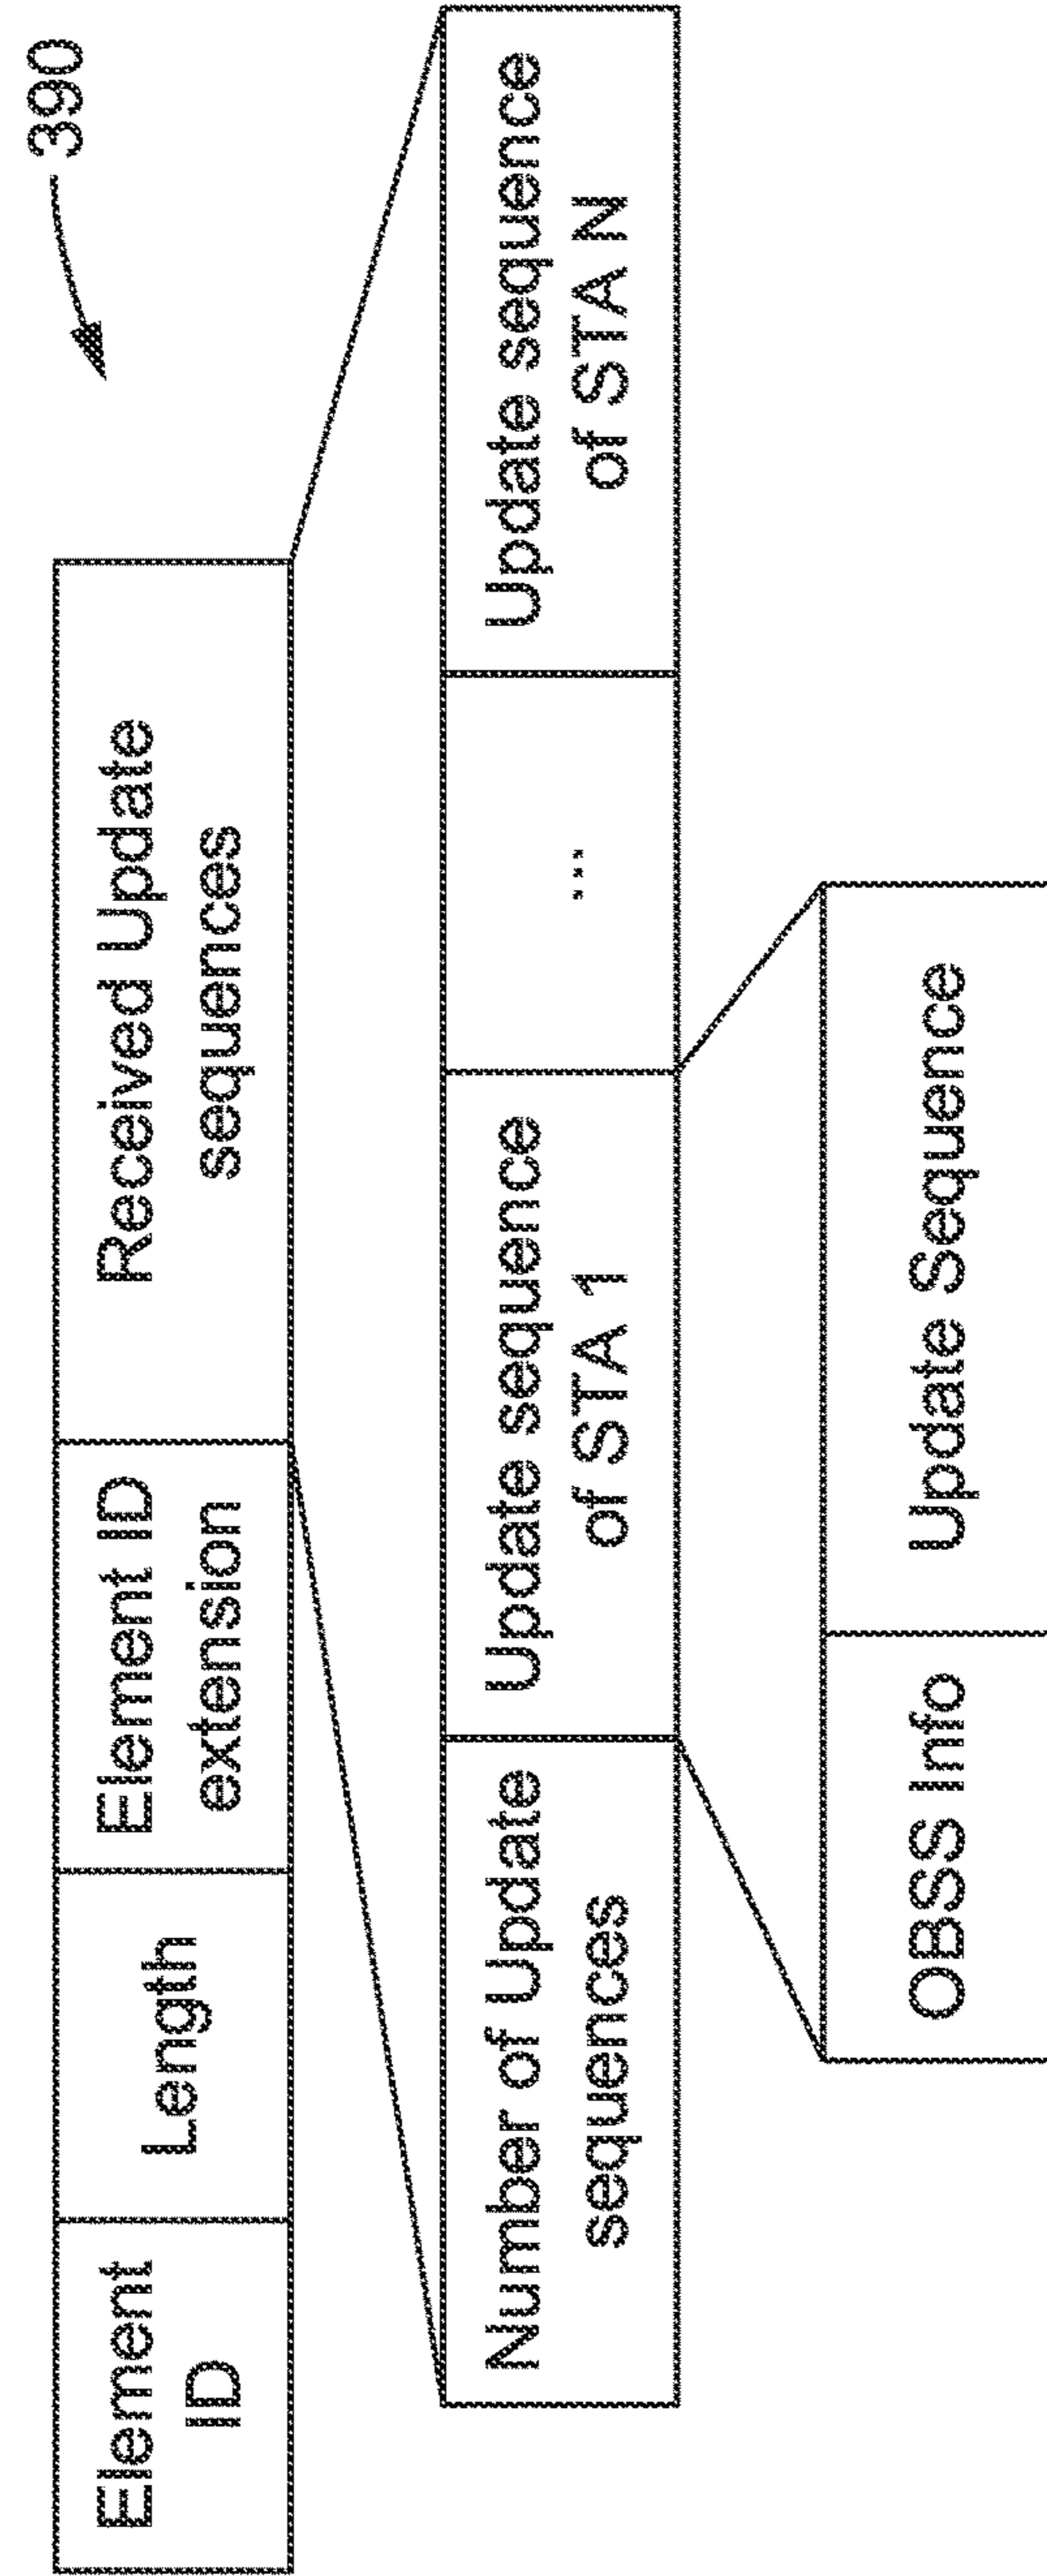 390
Element
ID
Length
Element ID
extension
Received Update
sequences
Number of Update
sequences
Update sequence
of STA 1
...
Update sequence
of STA N
OBSS Info
Update Sequence